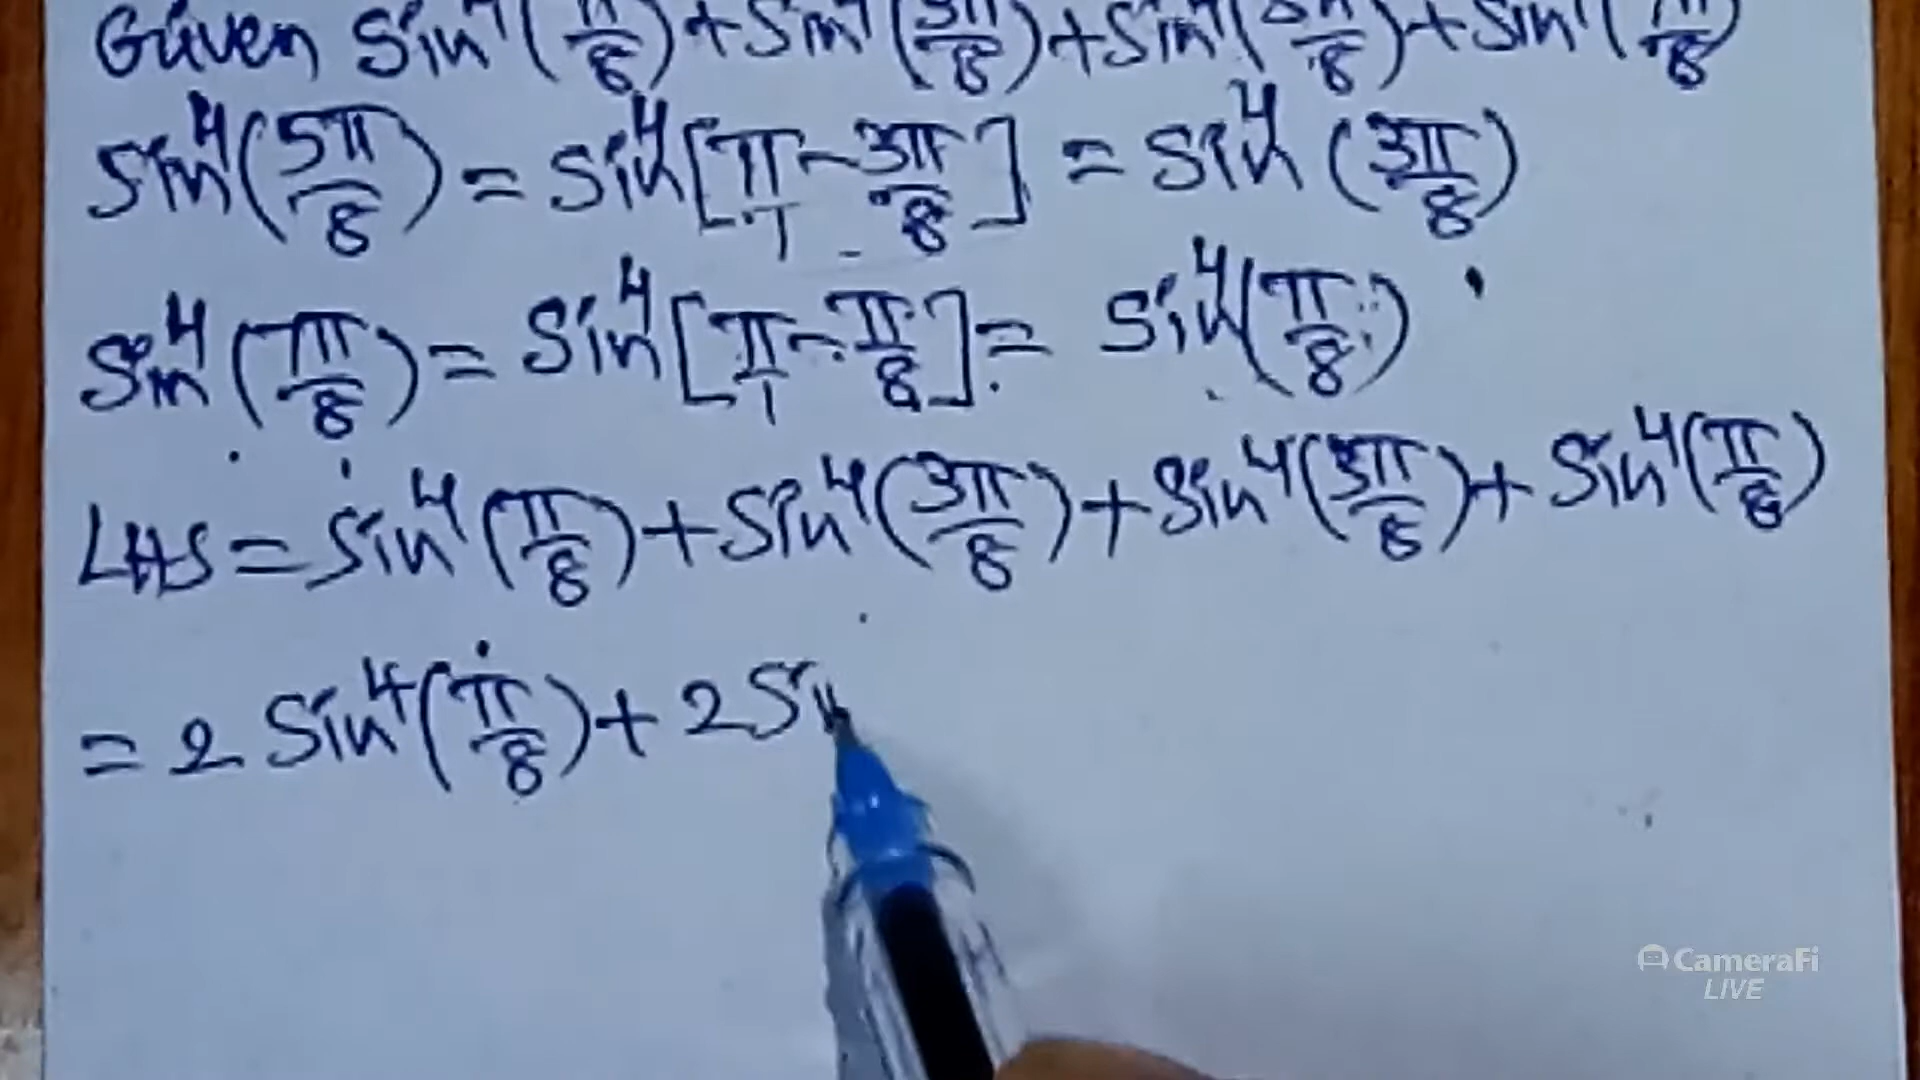 Given Sin⁴(π/8)+Sin⁴(3π/8)+Sin⁴(5π/8)+Sin⁴(7π/8)
Sin⁴(5π/8) = Sin⁴[π/1 - 3π/8] = Sin⁴(3π/8)
Sin⁴(7π/8) = Sin⁴[π/1 - π/8] = Sin⁴(π/8)
LHS = Sin⁴(π/8)+Sin⁴(3π/8)+Sin⁴(3π/8)+Sin⁴(π/8)
= 2 Sin⁴(π/8)+ 2 Sin
CameraFi
LIVE